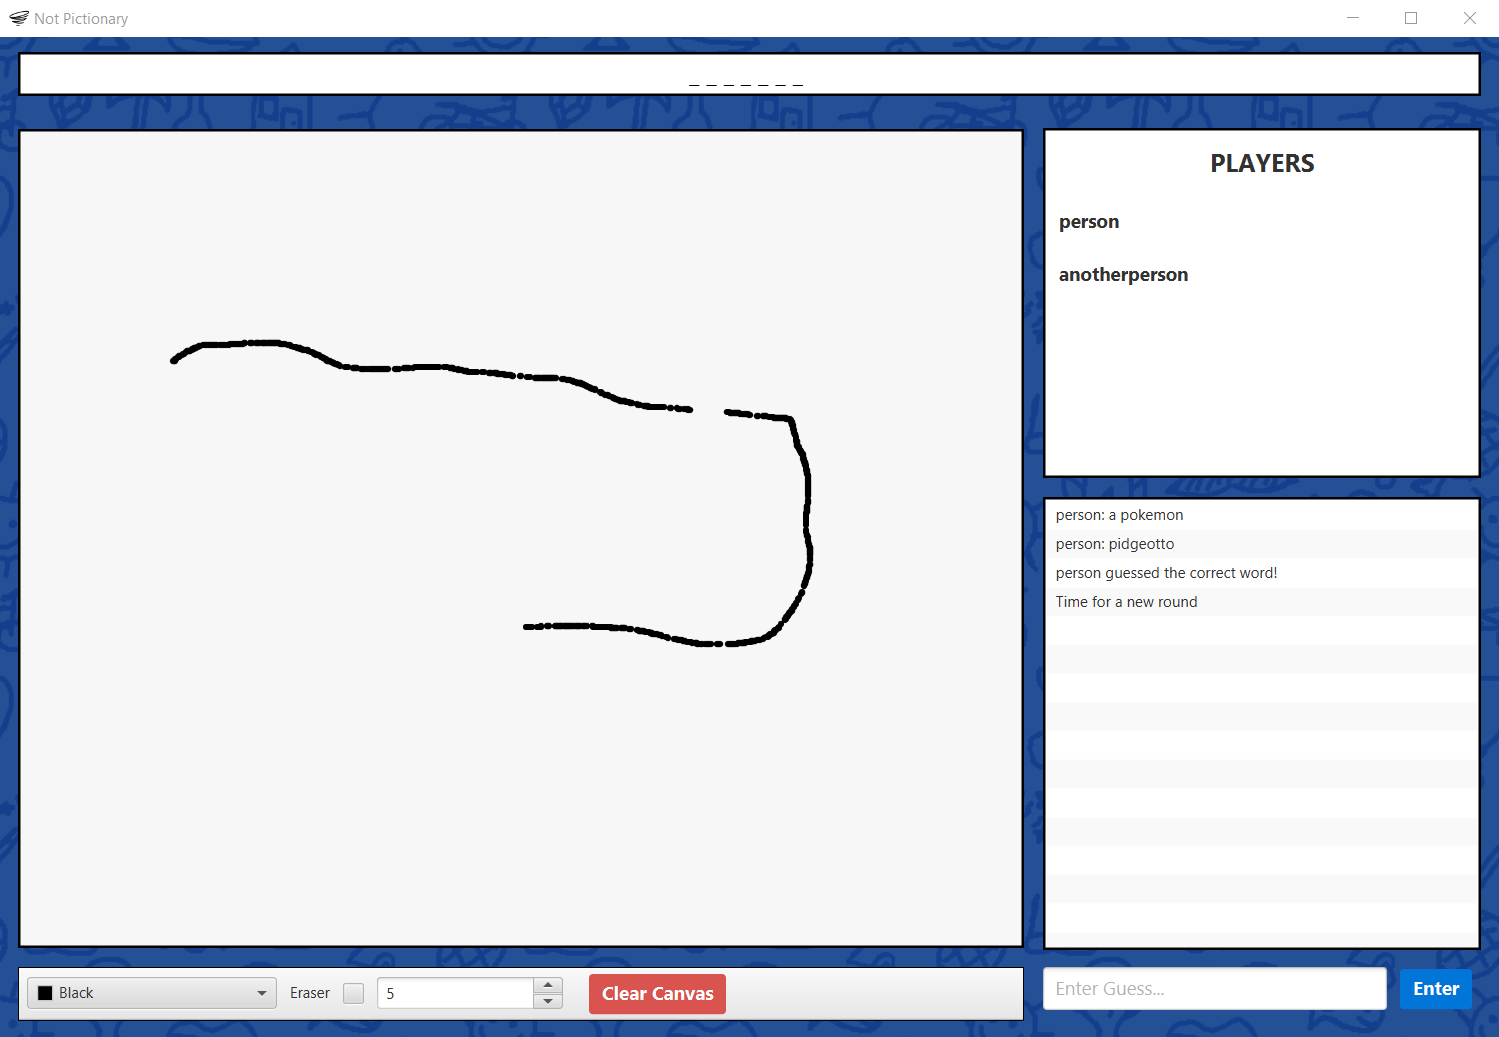 Not Pictionary
_ _ _ _ _ _ _
PLAYERS
person
anotherperson
person: a pokemon
person: pidgeotto
person guessed the correct word!
Time for a new round
Black
Eraser
5
Clear Canvas
Enter Guess...
Enter